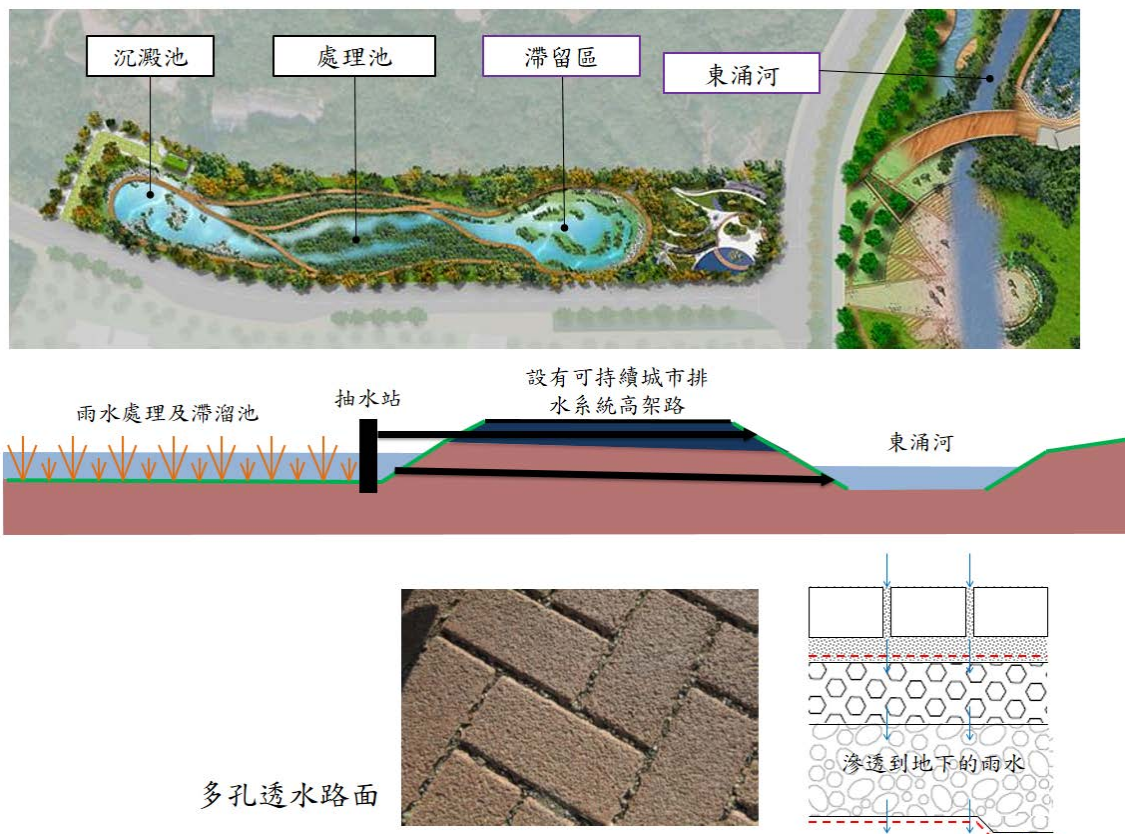 沉澱池
處理池
滯留區
東涌河
設有可持續城市排
水系統高架路
抽水站
雨水處理及滯溜池
東涌河
滲透到地下的雨水
多孔透水路面